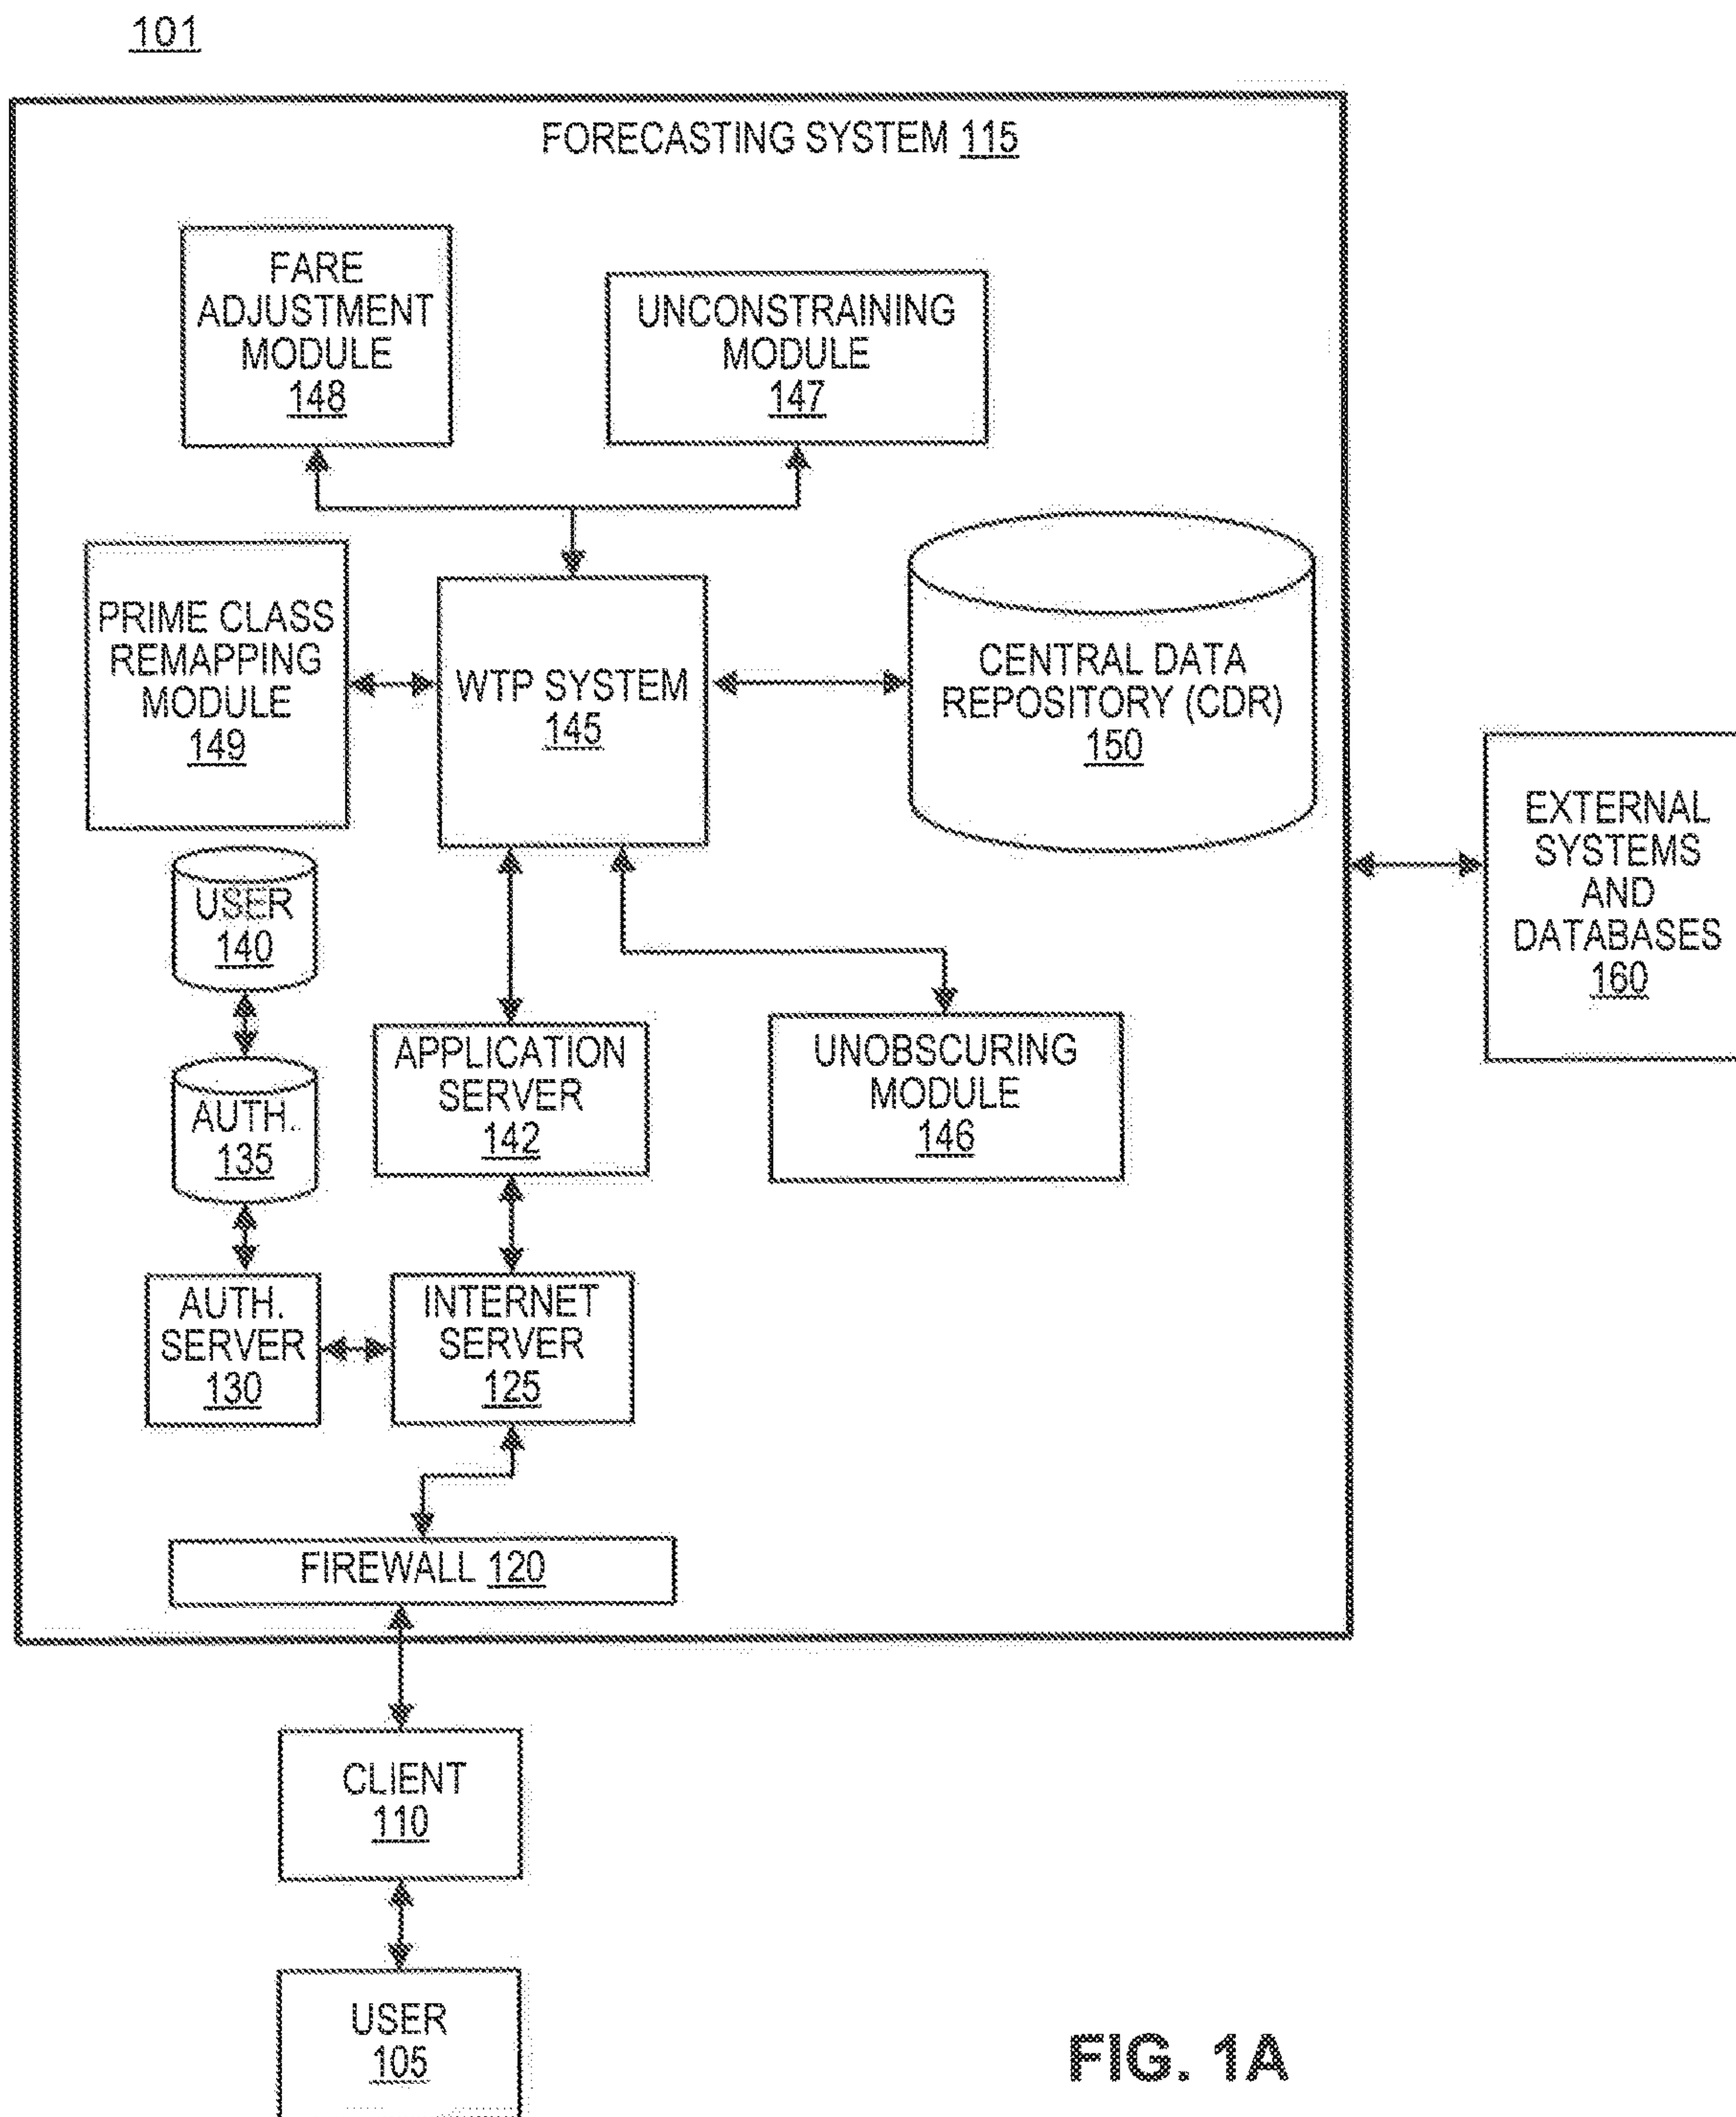 101
FORECASTING SYSTEM 115
FARE
ADJUSTMENT
MODULE
148
UNCONSTRAINING
MODULE
147
PRIME CLASS
REMAPPING
MODULE
149
WTP SYSTEM
145
CENTRAL DATA
REPOSITORY (CDR)
150
EXTERNAL
SYSTEMS
AND
DATABASES
160
USER
140
AUTH.
135
APPLICATION
SERVER
142
UNOBSCURING
MODULE
146
AUTH.
SERVER
130
INTERNET
SERVER
125
FIREWALL 120
CLIENT
110
USER
105
FIG. 1A